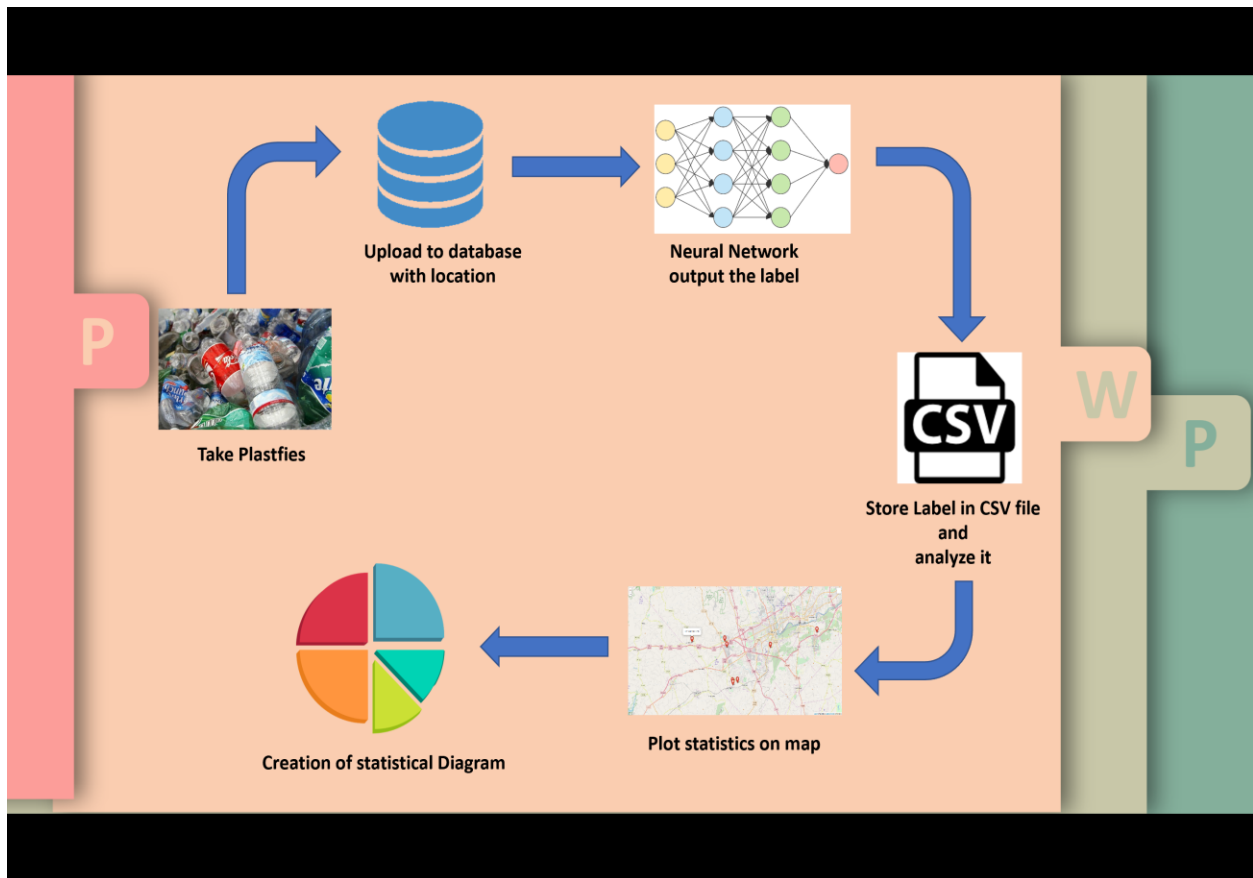 Upload to database
with location
Neural Network
output the label
P
Take Plastfies
CSV
W
P
Store Label in CSV file
and
analyze it
Plot statistics on map
Creation of statistical Diagram